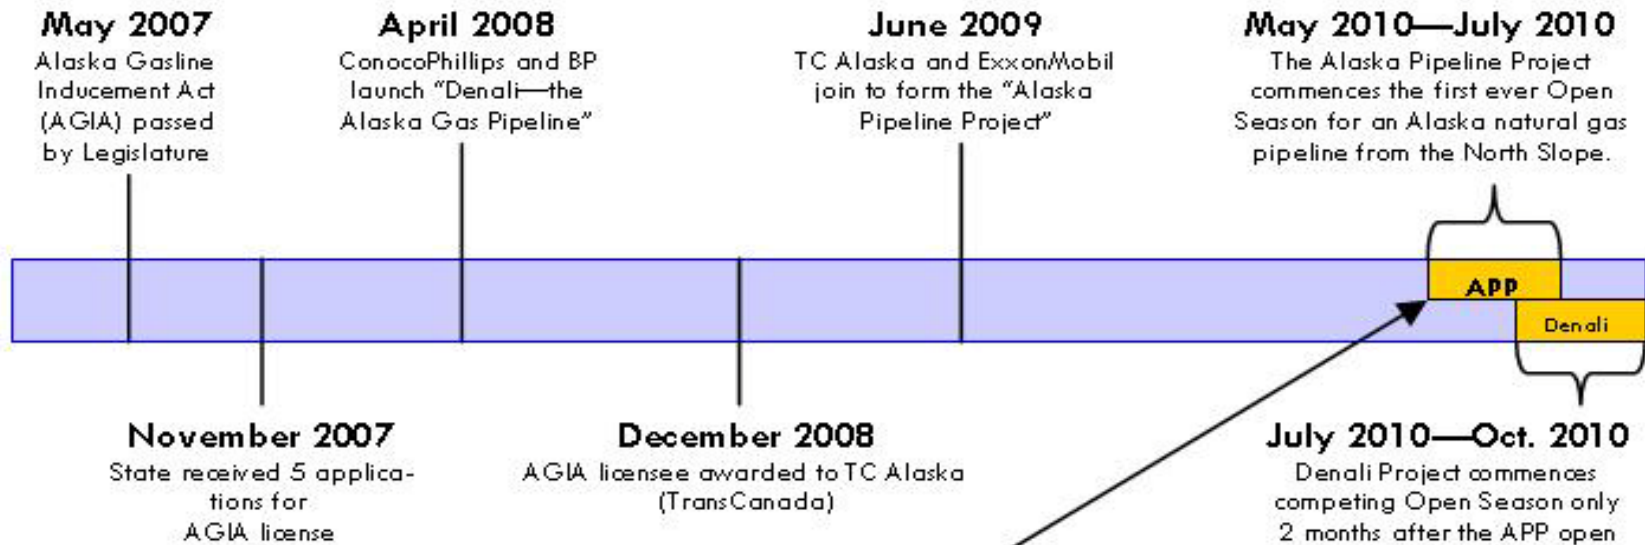 May 2007
Alaska Gasline
Inducement Act
(AGIA) passed
by Legislature
April 2008
ConocoPhillips and BP
launch “Denali—the
Alaska Gas Pipeline”
June 2009
TC Alaska and ExxonMobil
join to form the “Alaska
Pipeline Project”
May 2010—July 2010
The Alaska Pipeline Project
commences the first ever Open
Season for an Alaska natural gas
pipeline from the North Slope.
APP
Denali
November 2007
State received 5 applica-
tions for
AGIA license
December 2008
AGIA licensee awarded to TC Alaska
(TransCanada)
July 2010—Oct. 2010
Denali Project commences
competing Open Season only
2 months after the APP open